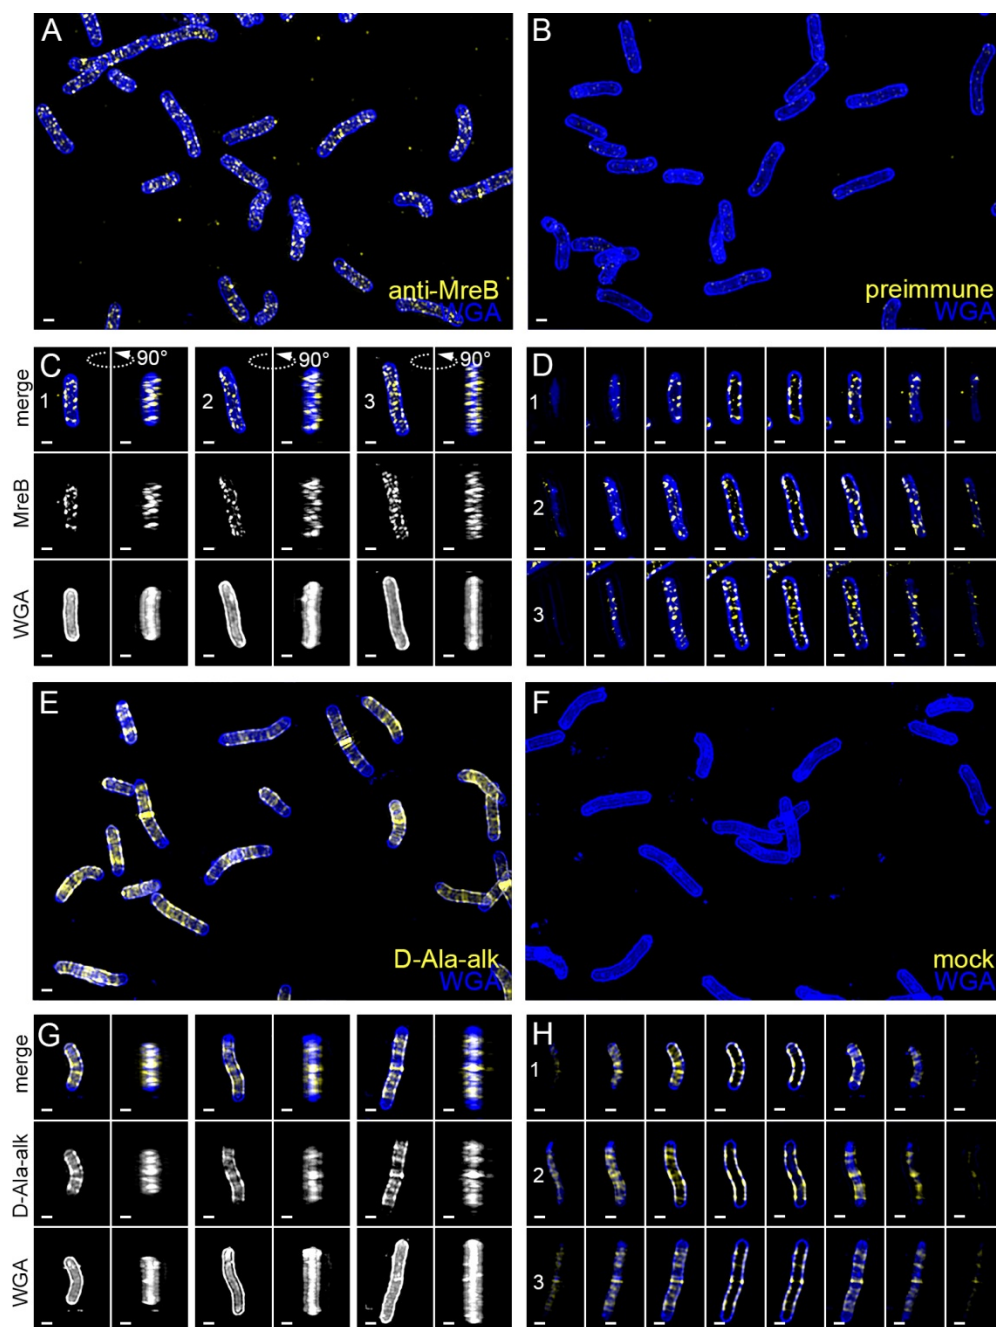 A
anti-MreB
WGA
B
preimmune
WGA
C
90°
90°
90°
merge
1
2
3
MreB
WGA
D
1
2
3
E
D-Ala-alk
WGA
F
mock
WGA
G
merge
D-Ala-alk
WGA
H
1
2
3